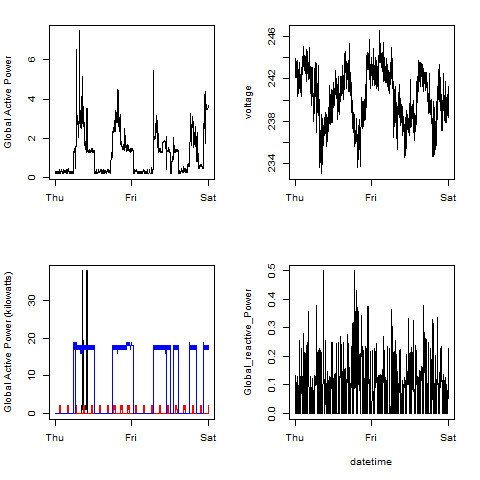 Global Active Power
0 2 4 6
Thu Fri Sat
voltage
234 238 242 246
Thu Fri Sat
Global Active Power (kilowatts)
0 10 20 30
Thu Fri Sat
Global_reactive_Power
0.0 0.1 0.2 0.3 0.4 0.5
Thu Fri Sat
datetime